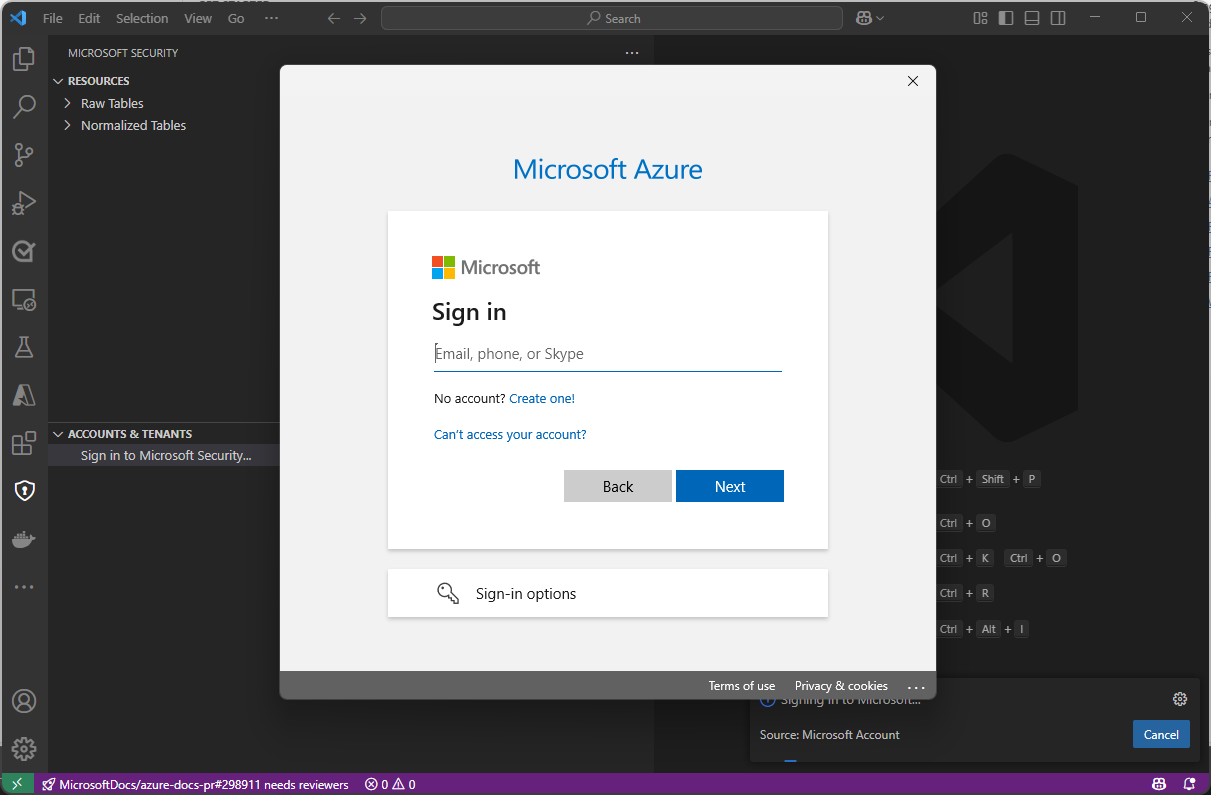 File Edit Selection View Go ···
Search
MICROSOFT SECURITY ···
RESOURCES
Raw Tables
Normalized Tables
ACCOUNTS & TENANTS
Sign in to Microsoft Security...
Microsoft Azure
Microsoft
Sign in
Email, phone, or Skype
No account? Create one!
Can't access your account?
Back Next
Sign-in options
Terms of use Privacy & cookies ...
Ctrl + Shift + P
Ctrl + O
Ctrl + K Ctrl + O
Ctrl + R
Ctrl + Alt + I
Signing in to Microsoft...
Source: Microsoft Account
Cancel
MicrosoftDocs/azure-docs-pr#298911 needs reviewers 0 0